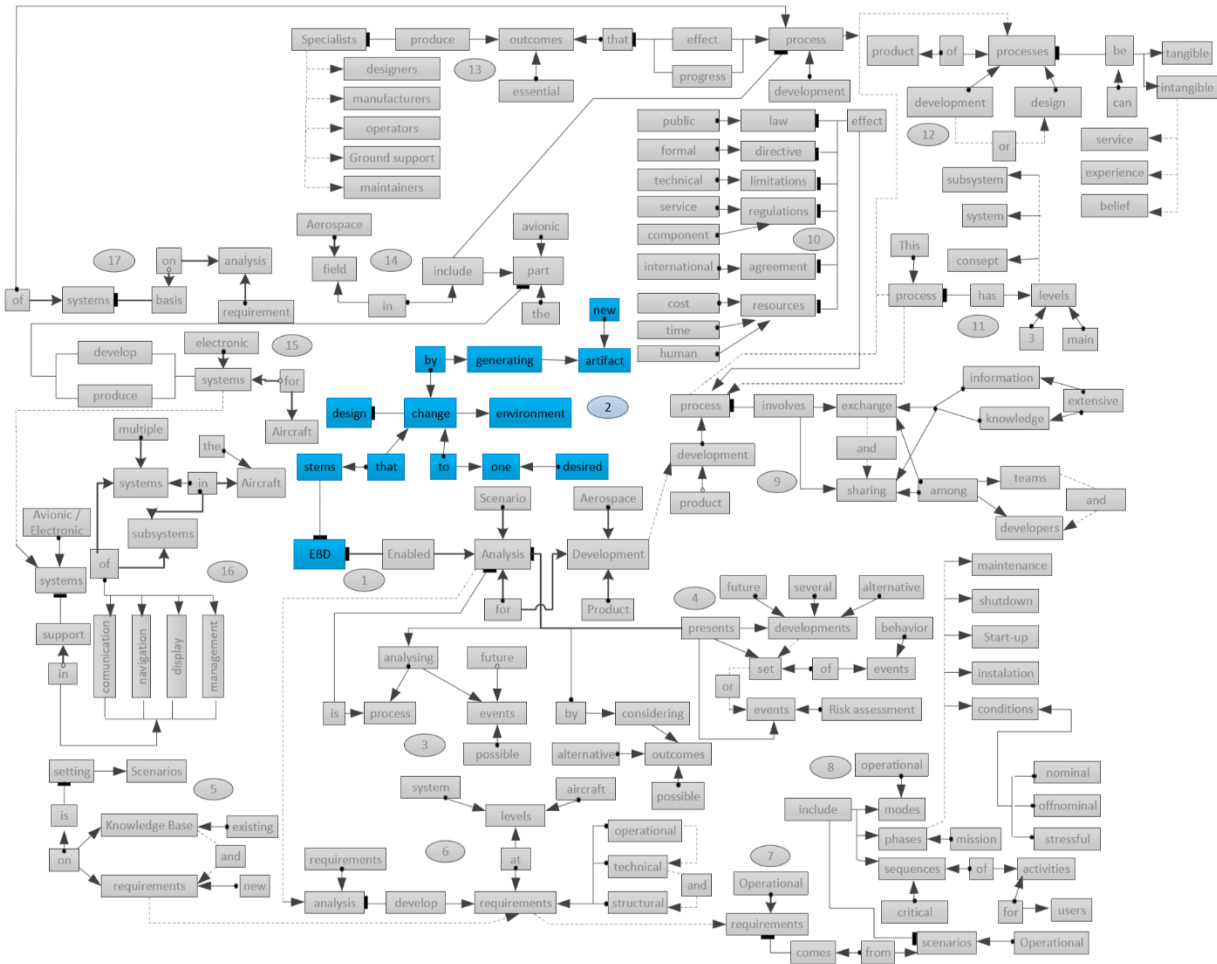 Specialists produce outcomes that effect process
progress
designers 13
manufacturers
operators
Ground support
maintainers
essential
development
product of processes be tangible
intangible
development design can
12 or
service
experience
belief
public law effect
formal directive
technical limitations
service regulations
component
10
international agreement
cost resources
time
human
subsystem
system
consept
This
process has levels
11 3 main
17 on analysis
of systems basis
requirement
Aerospace avionic
field 14 include part
in the
15
develop electronic
produce systems for
Aircraft
new
by generating artifact
design change environment 2
stems that to one desired
EBD Enabled Analysis Development
1 Scenario Aerospace
for Product
process involves exchange information
knowledge extensive
development and
product 9 sharing among teams
and
developers
multiple the
systems in Aircraft
Avionic /
Electronic
subsystems
systems of 16
support
in
comunication
navigation
display
management
4 future several alternative
presents developments behavior
set of events
or
events Risk assessment
analysing future
is process events
3 possible
by considering
alternative outcomes
possible
maintenance
shutdown
Start-up
instalation
conditions
nominal
offnominal
stressful
setting Scenarios
5
is
Knowledge Base existing
on and
requirements new
system aircraft
levels
6 at
requirements
analysis develop requirements
operational
technical
and
structural
7
Operational
requirements
comes from scenarios Operational
8 operational
include modes
phases mission
sequences of activities
critical for users